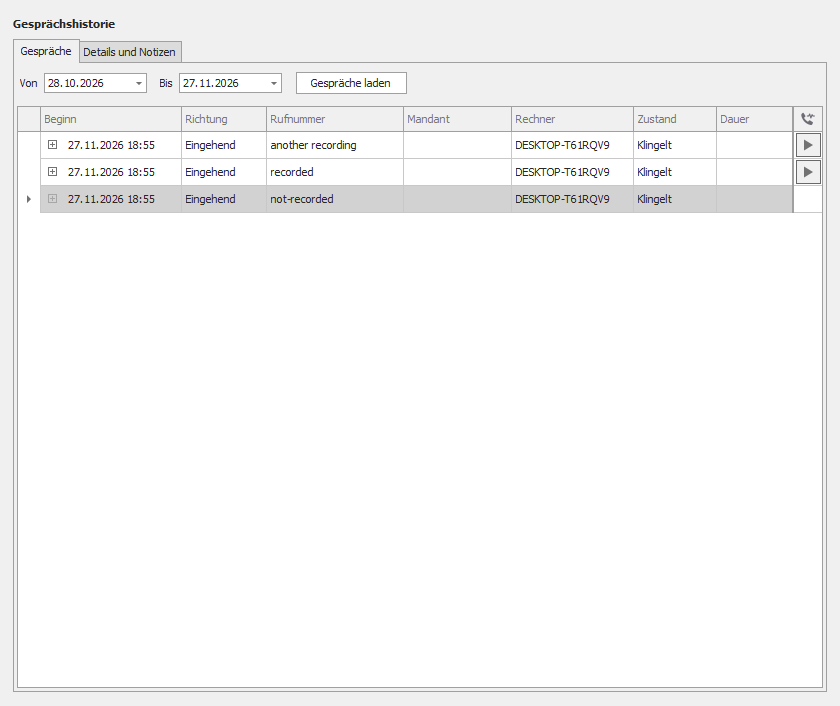 Gesprächshistorie
Gespräche Details und Notizen
Von 28.10.2026 Bis 27.11.2026 Gespräche laden
Beginn Richtung Rufnummer Mandant Rechner Zustand Dauer
27.11.2026 18:55 Eingehend another recording DESKTOP-T61RQV9 Klingelt
27.11.2026 18:55 Eingehend recorded DESKTOP-T61RQV9 Klingelt
27.11.2026 18:55 Eingehend not-recorded DESKTOP-T61RQV9 Klingelt